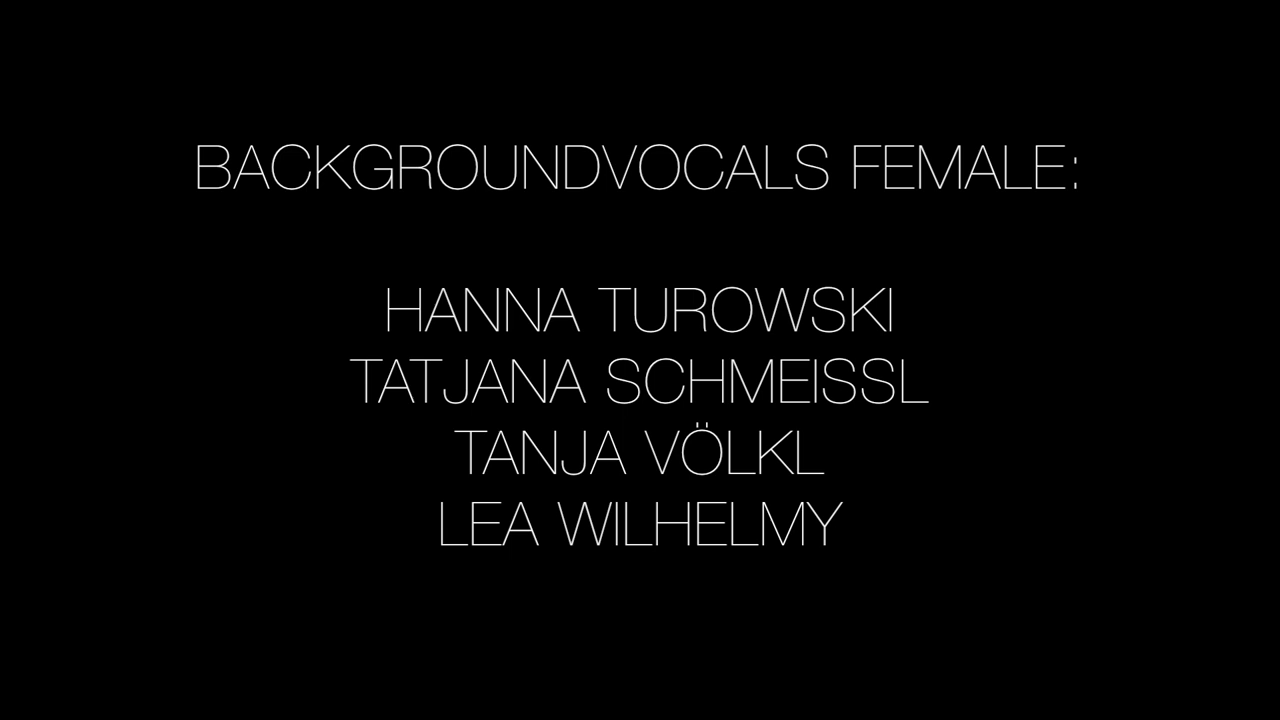 BACKGROUNDVOCALS FEMALE:
HANNA TUROWSKI
TATJANA SCHMEISSL
TANJA VÖLKL
LEA WILHELMY